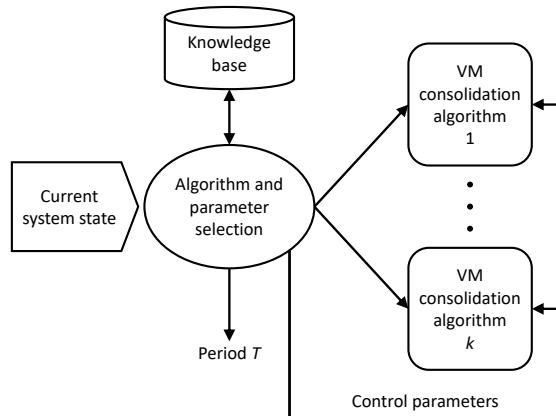 Knowledge
base
VM
consolidation
algorithm
1
Current
system state
Algorithm and
parameter
selection
VM
consolidation
algorithm
k
Period T
Control parameters